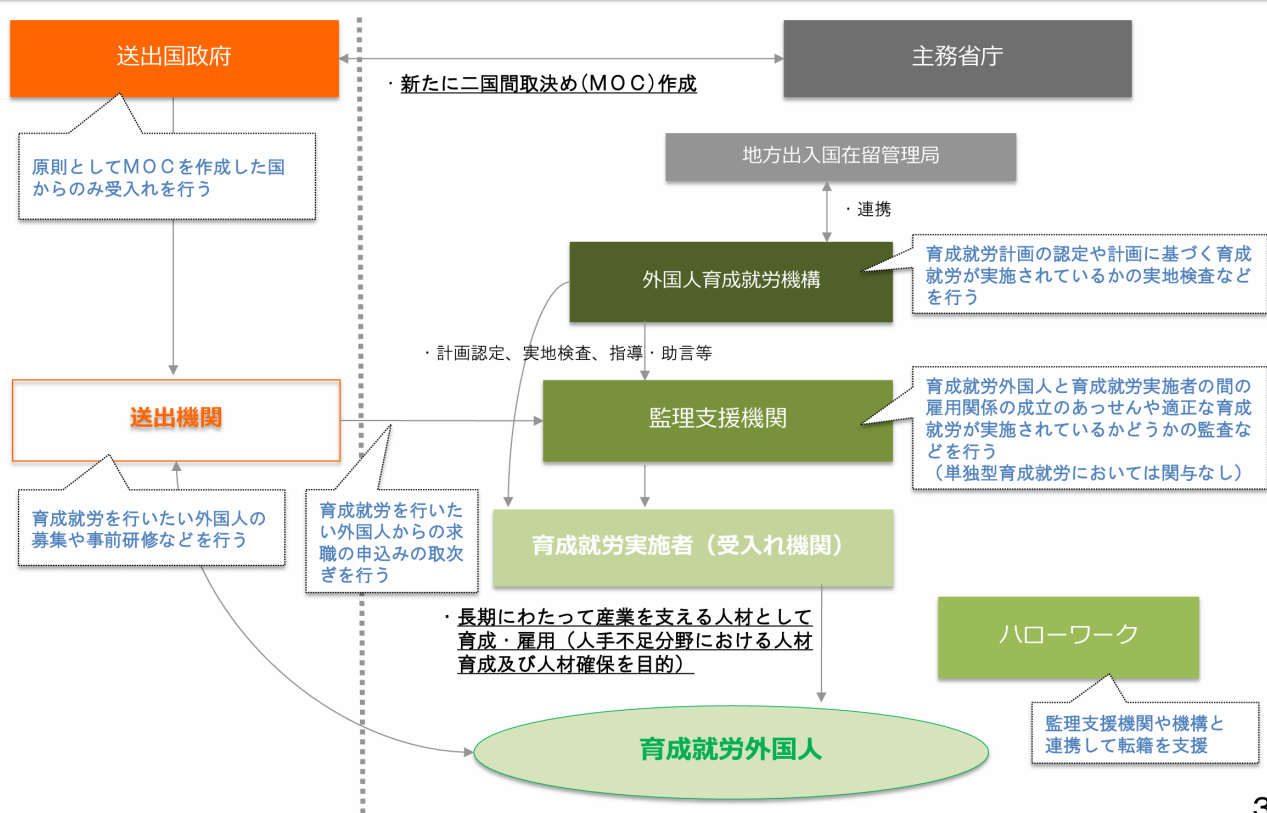 送出国政府
主務省庁
・新たに二国間取決め(ＭＯＣ)作成
原則としてＭＯＣを作成した国
からのみ受入れを行う
地方出入国在留管理局
・連携
外国人育成就労機構
育成就労計画の認定や計画に基づく育成
就労が実施されているかの実地検査など
を行う
・計画認定、実地検査、指導・助言等
送出機関
監理支援機関
育成就労外国人と育成就労実施者の間の
雇用関係の成立のあっせんや適正な育成
就労が実施されているかどうかの監査な
どを行う
（単独型育成就労においては関与なし）
育成就労を行いたい外国人の
募集や事前研修などを行う
育成就労を行いた
い外国人からの求
職の申込みの取次
ぎを行う
育成就労実施者（受入れ機関）
・長期にわたって産業を支える人材として
育成・雇用（人手不足分野における人材
育成及び人材確保を目的）
ハローワーク
監理支援機関や機構と
連携して転籍を支援
育成就労外国人
3